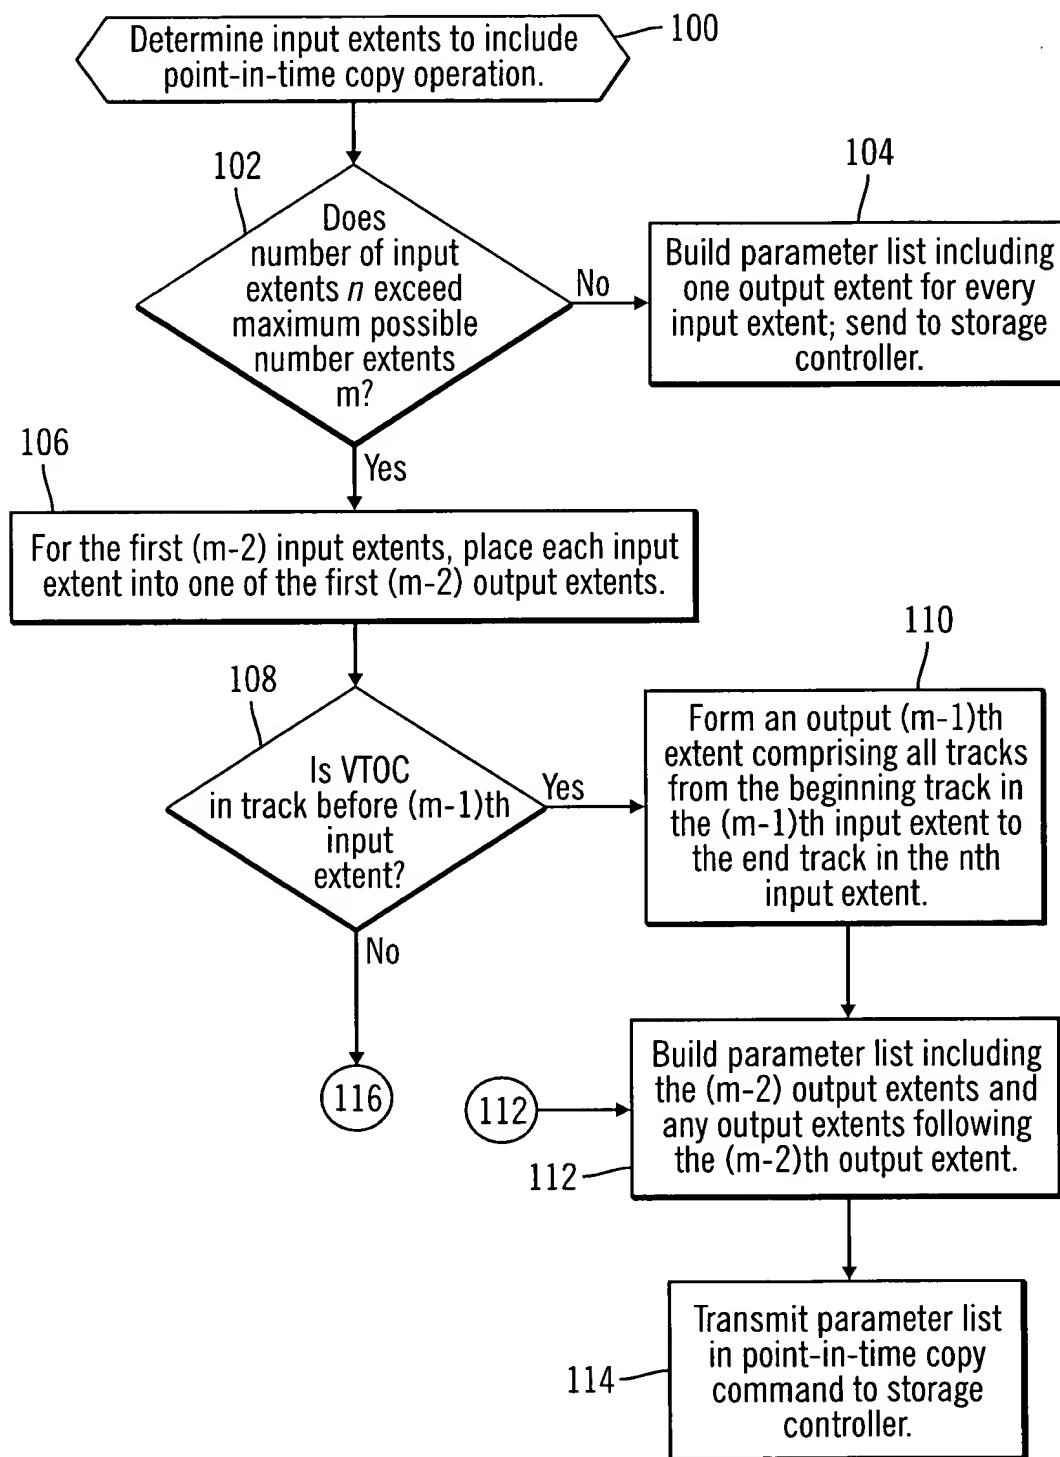 Determine input extents to include
point-in-time copy operation.
100
102
Does
number of input
extents n exceed
maximum possible
number extents
m?
No
104
Build parameter list including
one output extent for every
input extent; send to storage
controller.
Yes
106
For the first (m-2) input extents, place each input
extent into one of the first (m-2) output extents.
108
Is VTOC
in track before (m-1)th
input
extent?
Yes
110
Form an output (m-1)th
extent comprising all tracks
from the beginning track in
the (m-1)th input extent to
the end track in the nth
input extent.
No
116
112
Build parameter list including
the (m-2) output extents and
any output extents following
the (m-2)th output extent.
112
Transmit parameter list
in point-in-time copy
command to storage
controller.
114